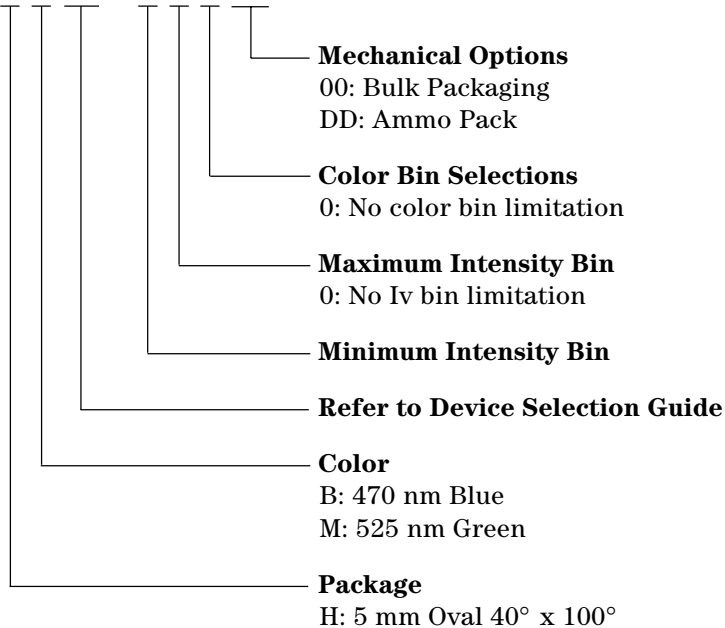 Mechanical Options
00: Bulk Packaging
DD: Ammo Pack
Color Bin Selections
0: No color bin limitation
Maximum Intensity Bin
0: No Iv bin limitation
Minimum Intensity Bin
Refer to Device Selection Guide
Color
B: 470 nm Blue
M: 525 nm Green
Package
H: 5 mm Oval 40° x 100°